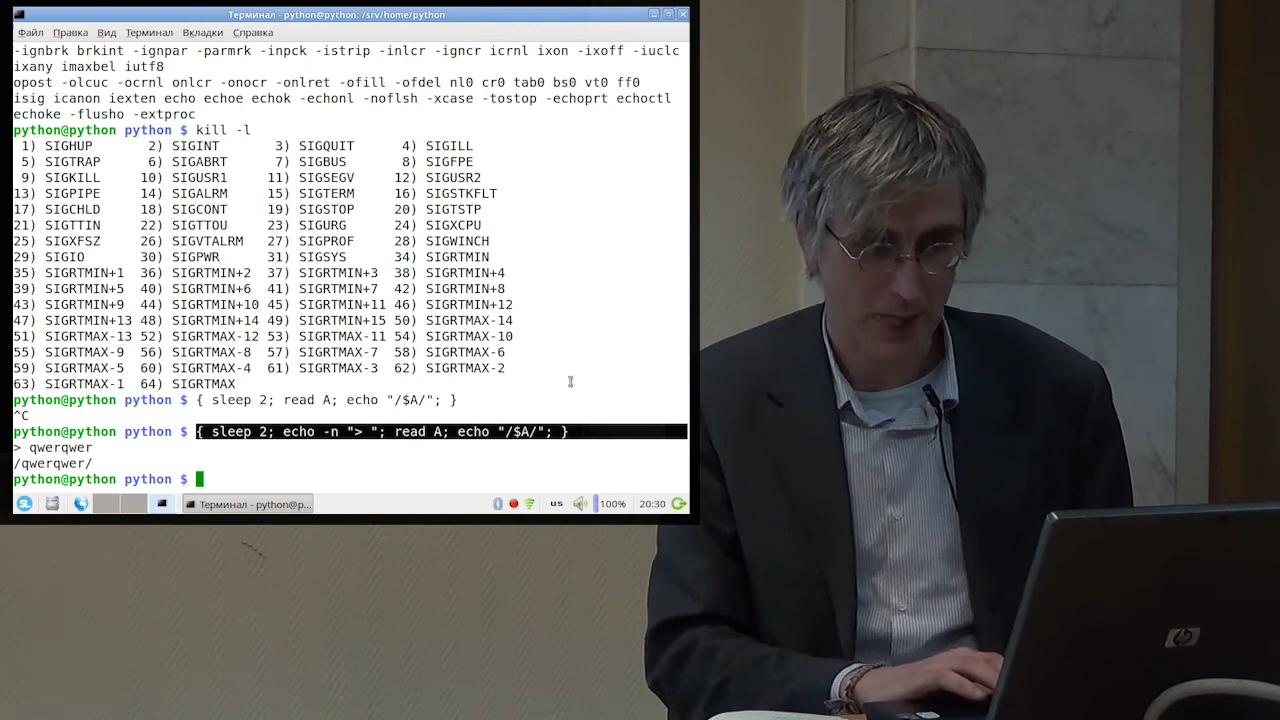 Терминал - python@python: /srv/home/python
Файл Правка Вид Терминал Вкладки Справка
-ignbrk brkint -ignpar -parmrk -inpck -istrip -inlcr -igncr icrnl ixon -ixoff -iuclc
ixany imaxbel iutf8
opost -olcuc -ocrnl onlcr -onocr -onlret -ofill -ofdel nl0 cr0 tab0 bs0 vt0 ff0
isig icanon iexten echo echoe echok -echonl -noflsh -xcase -tostop -echoprt echoctl
echoke -flusho -extproc
python@python python $ kill -l
1) SIGHUP 2) SIGINT 3) SIGQUIT 4) SIGILL
5) SIGTRAP 6) SIGABRT 7) SIGBUS 8) SIGFPE
9) SIGKILL 10) SIGUSR1 11) SIGSEGV 12) SIGUSR2
13) SIGPIPE 14) SIGALRM 15) SIGTERM 16) SIGSTKFLT
17) SIGCHLD 18) SIGCONT 19) SIGSTOP 20) SIGTSTP
21) SIGTTIN 22) SIGTTOU 23) SIGURG 24) SIGXCPU
25) SIGXFSZ 26) SIGVTALRM 27) SIGPROF 28) SIGWINCH
29) SIGIO 30) SIGPWR 31) SIGSYS 34) SIGRTMIN
35) SIGRTMIN+1 36) SIGRTMIN+2 37) SIGRTMIN+3 38) SIGRTMIN+4
39) SIGRTMIN+5 40) SIGRTMIN+6 41) SIGRTMIN+7 42) SIGRTMIN+8
43) SIGRTMIN+9 44) SIGRTMIN+10 45) SIGRTMIN+11 46) SIGRTMIN+12
47) SIGRTMIN+13 48) SIGRTMIN+14 49) SIGRTMIN+15 50) SIGRTMAX-14
51) SIGRTMAX-13 52) SIGRTMAX-12 53) SIGRTMAX-11 54) SIGRTMAX-10
55) SIGRTMAX-9 56) SIGRTMAX-8 57) SIGRTMAX-7 58) SIGRTMAX-6
59) SIGRTMAX-5 60) SIGRTMAX-4 61) SIGRTMAX-3 62) SIGRTMAX-2
63) SIGRTMAX-1 64) SIGRTMAX
python@python python $ { sleep 2; read A; echo "/$A/"; }
^C
python@python python $ { sleep 2; echo -n "> "; read A; echo "/$A/"; }
> qwerqwer
/qwerqwer/
python@python python $
SL Терминал - python@p... us 100% 20:30
hp